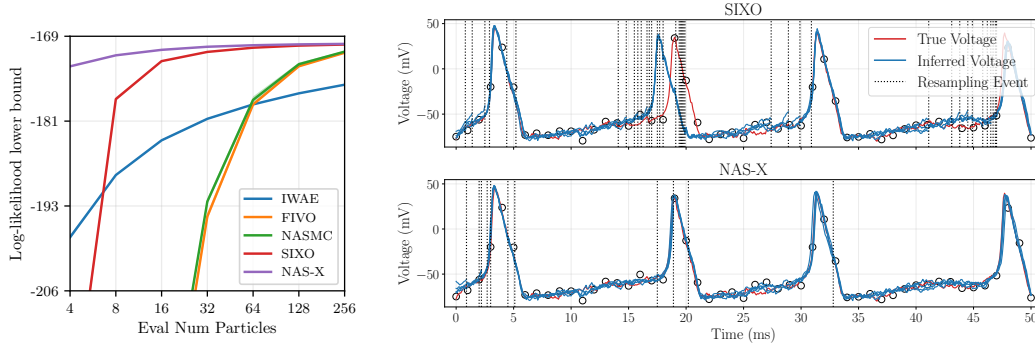 -169
-181
-193
-206
Log-likelihood lower bound
4 8 16 32 64 128 256
Eval Num Particles
IWAE
FIVO
NASMC
SIXO
NAS-X
SIXO
50
0
−50
Voltage (mV)
True Voltage
Inferred Voltage
Resampling Event
NAS-X
50
0
−50
Voltage (mV)
0 5 10 15 20 25 30 35 40 45 50
Time (ms)